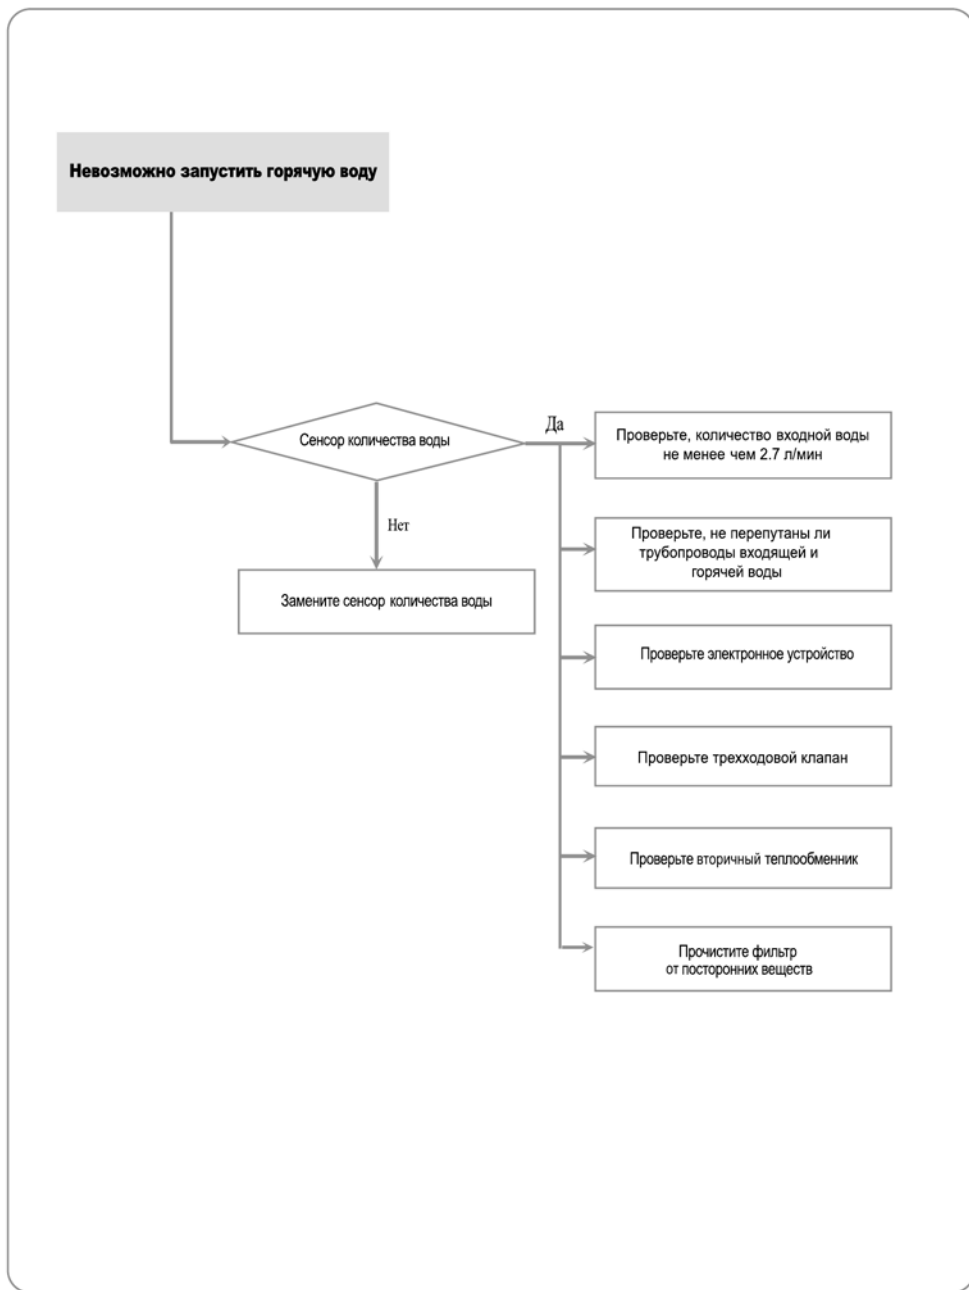 Невозможно запустить горячую воду
Сенсор количества воды
Да
Проверьте, количество входной воды
не менее чем 2.7 л/мин
Нет
Замените сенсор количества воды
Проверьте, не перепутаны ли
трубопроводы входящей и
горячей воды
Проверьте электронное устройство
Проверьте трехходовой клапан
Проверьте вторичный теплообменник
Прочистите фильтр
от посторонних веществ